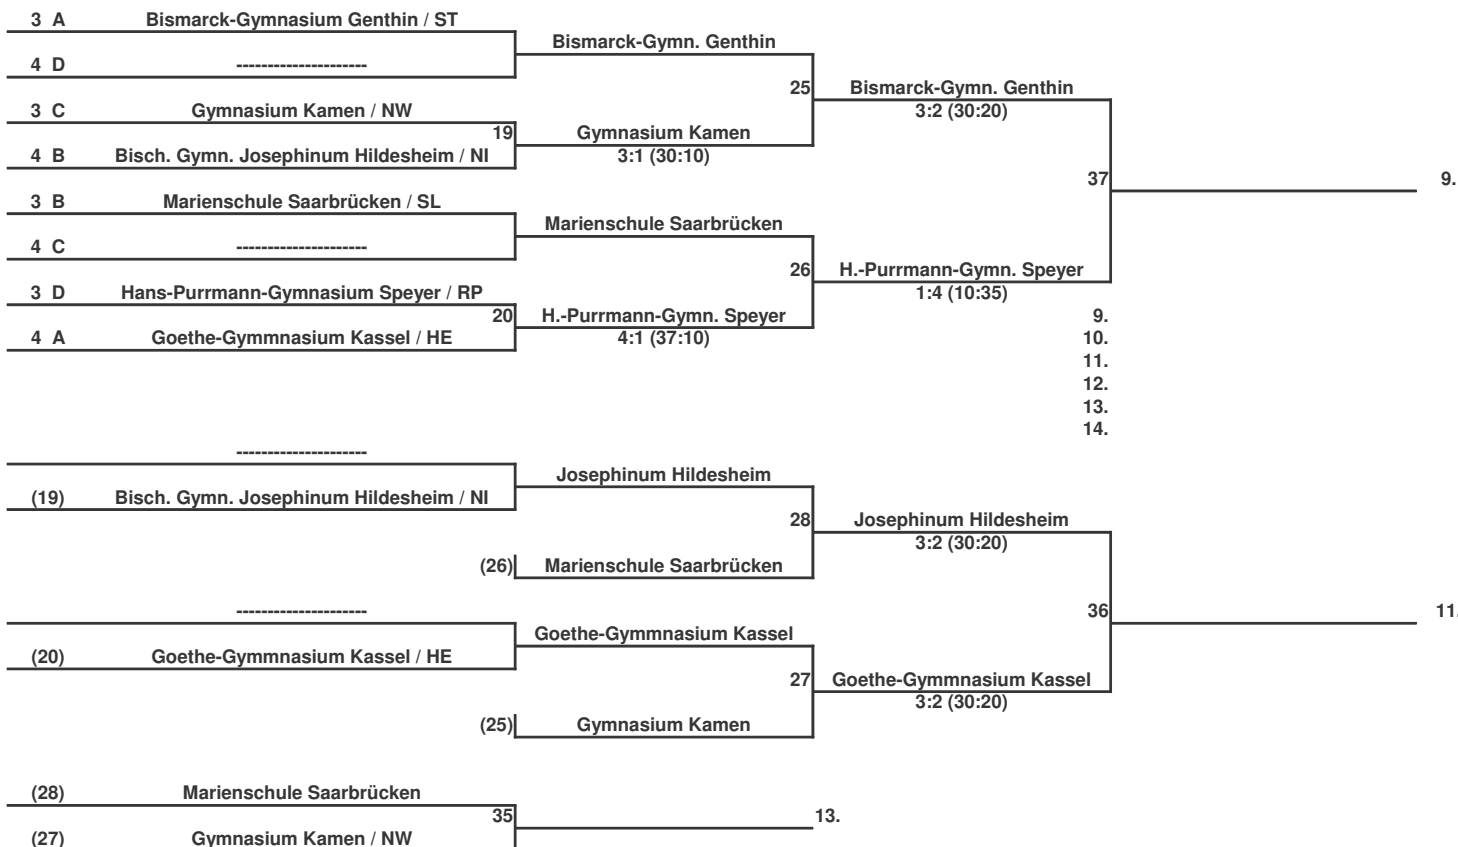 3 A Bismarck-Gymnasium Genthin / ST
Bismarck-Gymn. Genthin
4 D ---------------------
25 Bismarck-Gymn. Genthin
3 C Gymnasium Kamen / NW
3:2 (30:20)
19 Gymnasium Kamen
4 B Bisch. Gymn. Josephinum Hildesheim / NI
3:1 (30:10)
37 9.
3 B Marienschule Saarbrücken / SL
Marienschule Saarbrücken
4 C ---------------------
26 H.-Purrmann-Gymn. Speyer
3 D Hans-Purrmann-Gymnasium Speyer / RP
1:4 (10:35)
20 H.-Purrmann-Gymn. Speyer
9.
4 A Goethe-Gymmnasium Kassel / HE
4:1 (37:10)
10.
11.
12.
13.
14.
---------------------
Josephinum Hildesheim
(19) Bisch. Gymn. Josephinum Hildesheim / NI
28 Josephinum Hildesheim
3:2 (30:20)
(26) Marienschule Saarbrücken
---------------------
36 11.
Goethe-Gymmnasium Kassel
(20) Goethe-Gymmnasium Kassel / HE
27 Goethe-Gymmnasium Kassel
3:2 (30:20)
(25) Gymnasium Kamen
(28) Marienschule Saarbrücken
35 13.
(27) Gymnasium Kamen / NW